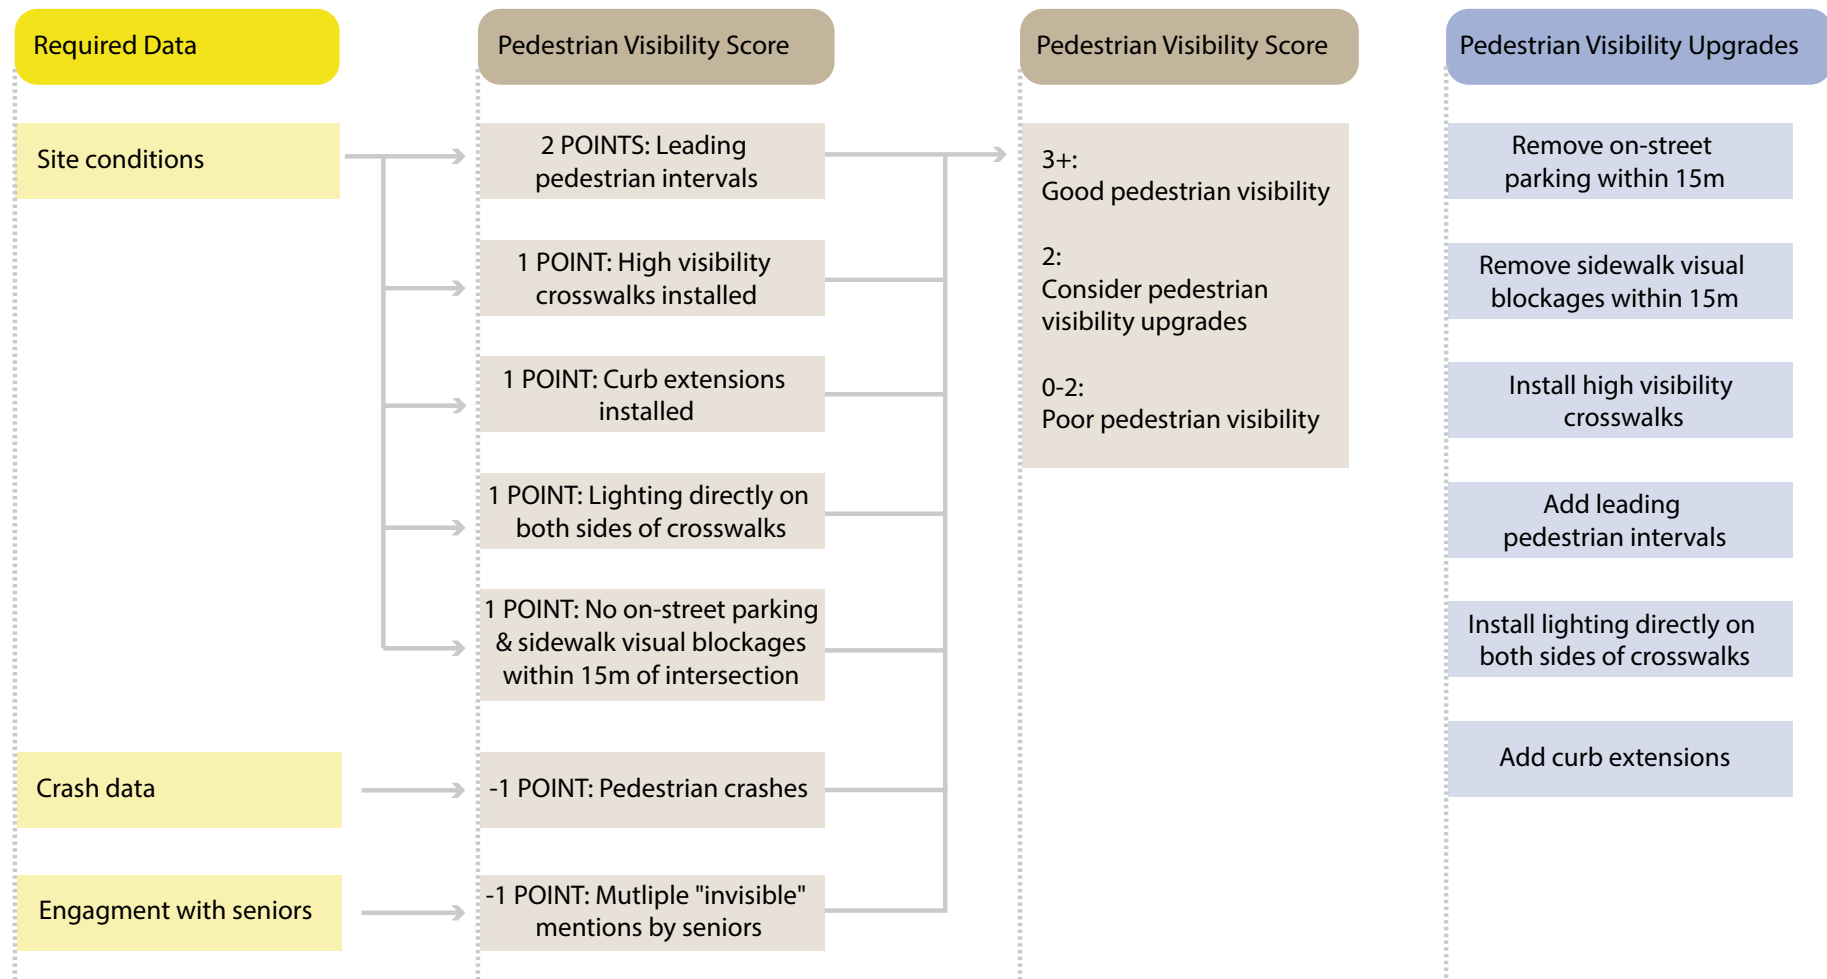 Required Data
Site conditions
Crash data
Engagment with seniors
Pedestrian Visibility Score
2 POINTS: Leading
pedestrian intervals
1 POINT: High visibility
crosswalks installed
1 POINT: Curb extensions
installed
1 POINT: Lighting directly on
both sides of crosswalks
1 POINT: No on-street parking
& sidewalk visual blockages
within 15m of intersection
-1 POINT: Pedestrian crashes
-1 POINT: Mutliple "invisible"
mentions by seniors
Pedestrian Visibility Score
3+:
Good pedestrian visibility
2:
Consider pedestrian
visibility upgrades
0-2:
Poor pedestrian visibility
Pedestrian Visibility Upgrades
Remove on-street
parking within 15m
Remove sidewalk visual
blockages within 15m
Install high visibility
crosswalks
Add leading
pedestrian intervals
Install lighting directly on
both sides of crosswalks
Add curb extensions